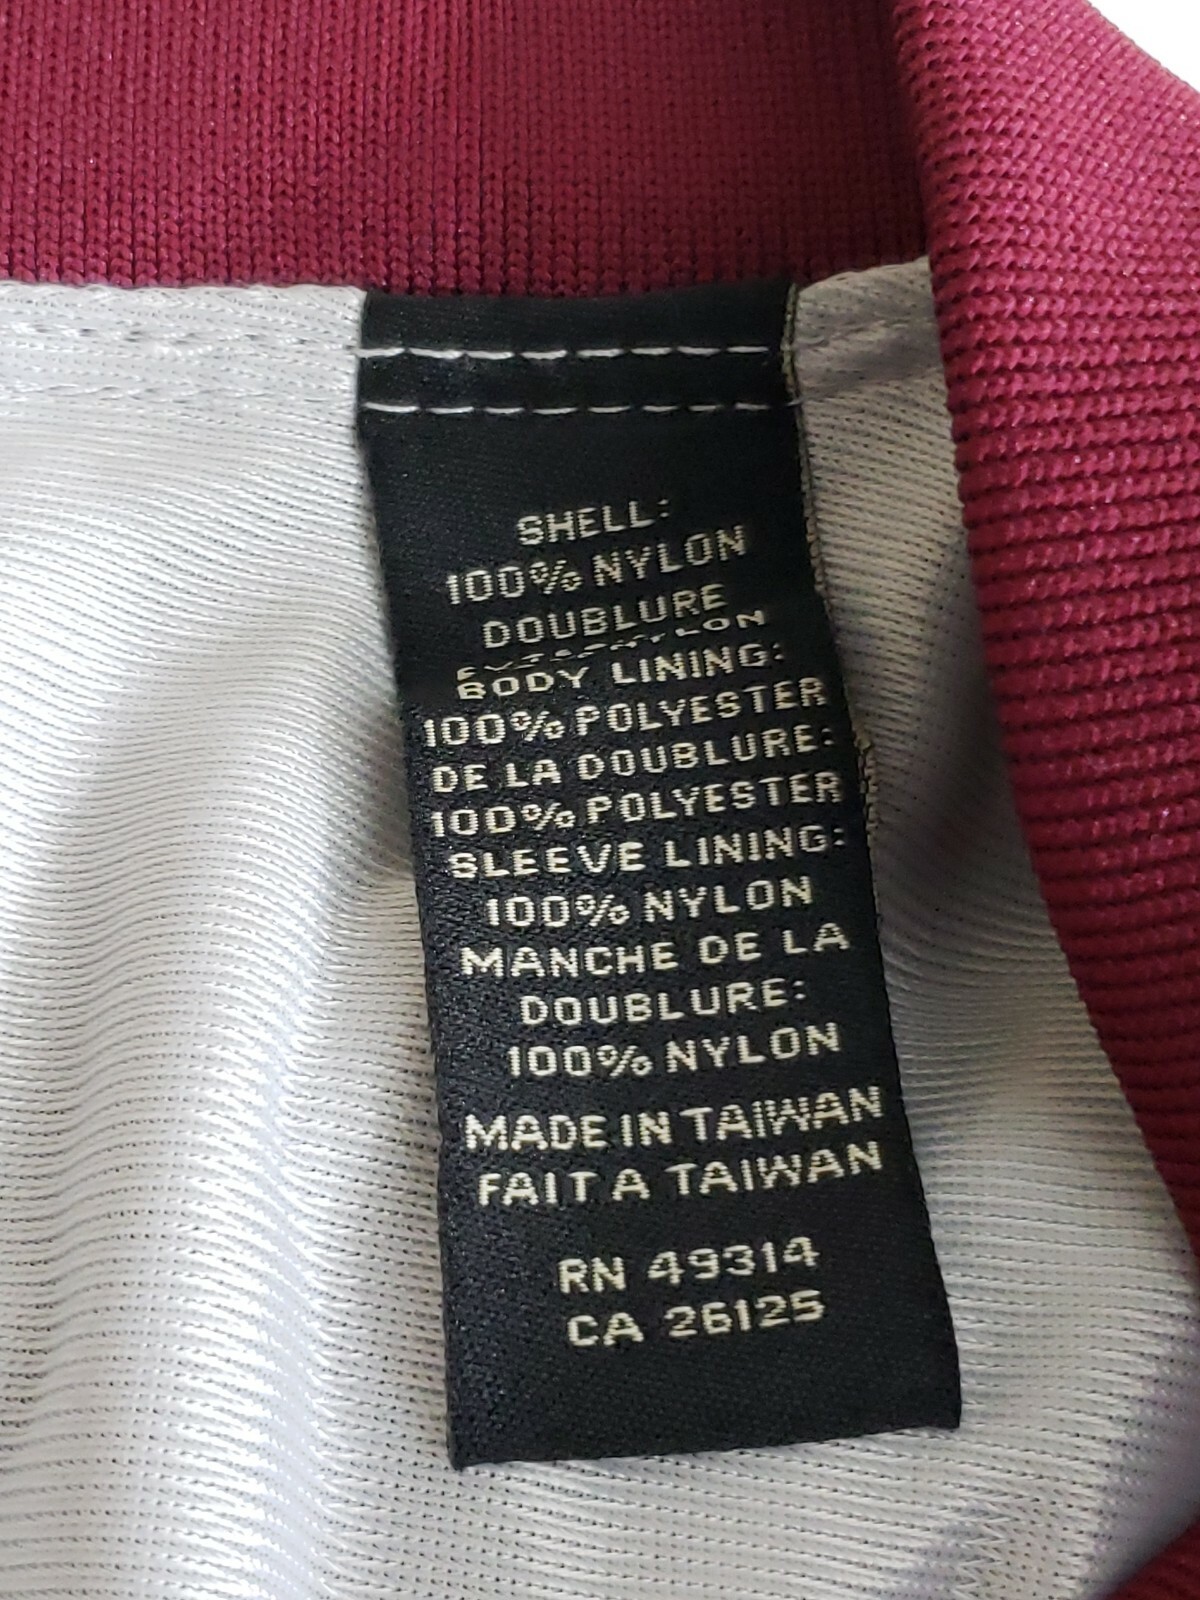 SHELL:
100% NYLON
DOUBLURE
BODY LINING:
100% POLYESTER
DE LA DOUBLURE:
100% POLYESTER
SLEEVE LINING:
100% NYLON
MANCHE DE LA
DOUBLURE:
100% NYLON
MADE IN TAIWAN
FAIT A TAIWAN
RN 49314
CA 26125